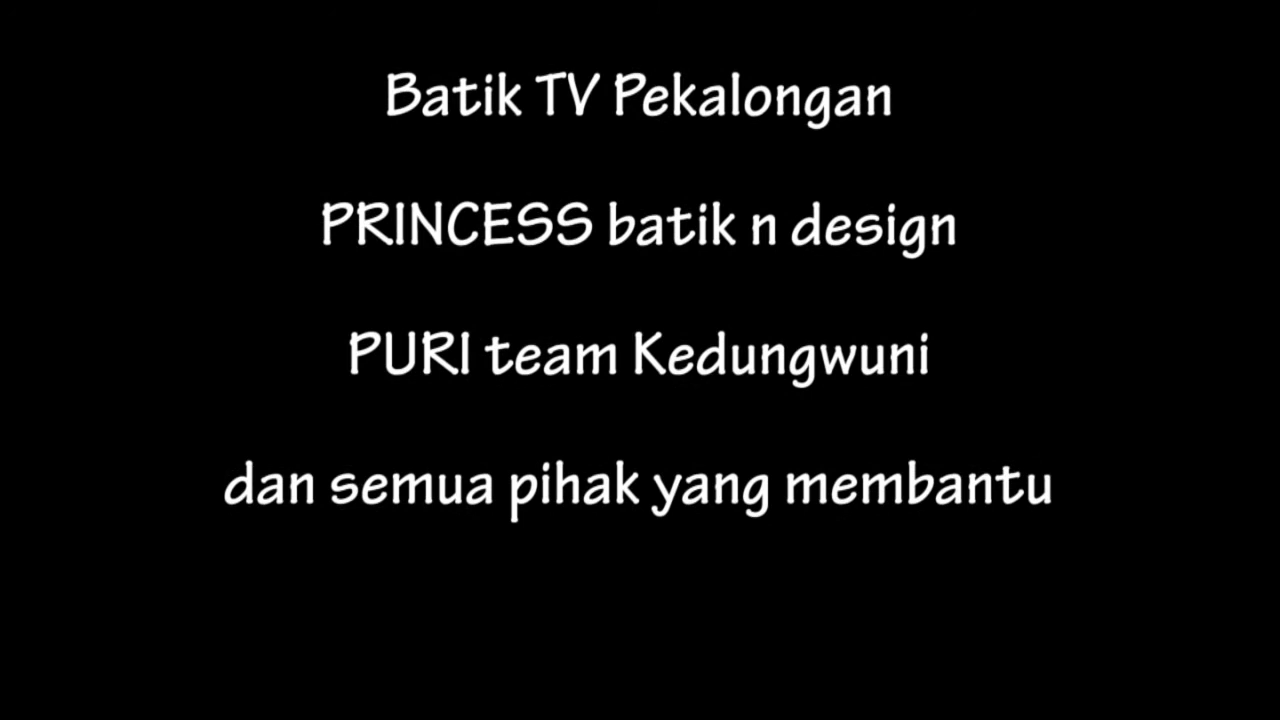 Batik TV Pekalongan
PRINCESS batik n design
PURI team Kedungwuni
dan semua pihak yang membantu